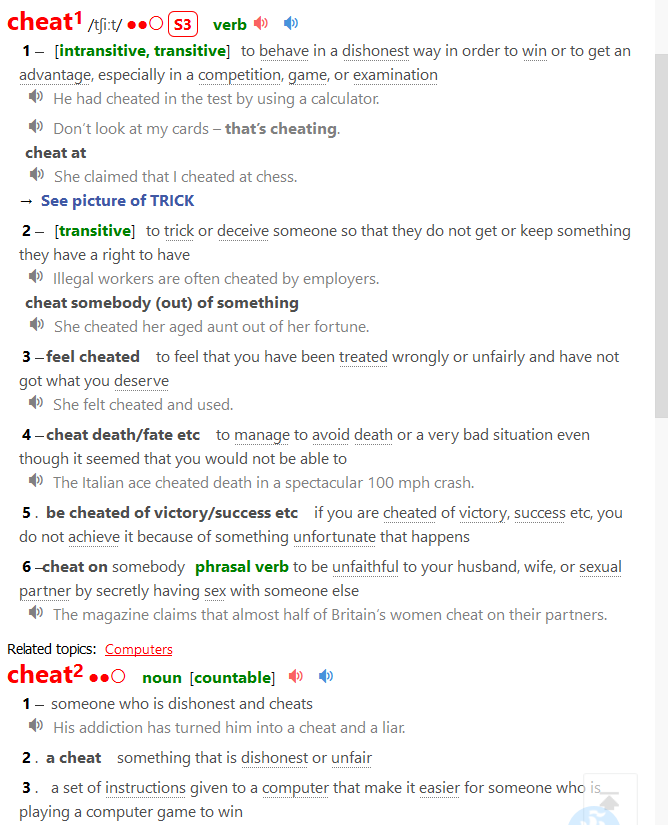 cheat1 /tʃiːt/ ●●○ S3 verb
1 – [intransitive, transitive] to behave in a dishonest way in order to win or to get an
advantage, especially in a competition, game, or examination
He had cheated in the test by using a calculator.
Don’t look at my cards – that’s cheating.
cheat at
She claimed that I cheated at chess.
→ See picture of TRICK
2 – [transitive] to trick or deceive someone so that they do not get or keep something
they have a right to have
Illegal workers are often cheated by employers.
cheat somebody (out) of something
She cheated her aged aunt out of her fortune.
3 – feel cheated to feel that you have been treated wrongly or unfairly and have not
got what you deserve
She felt cheated and used.
4 – cheat death/fate etc to manage to avoid death or a very bad situation even
though it seemed that you would not be able to
The Italian ace cheated death in a spectacular 100 mph crash.
5 . be cheated of victory/success etc if you are cheated of victory, success etc, you
do not achieve it because of something unfortunate that happens
6 –cheat on somebody phrasal verb to be unfaithful to your husband, wife, or sexual
partner by secretly having sex with someone else
The magazine claims that almost half of Britain’s women cheat on their partners.
Related topics: Computers
cheat2 ●●○ noun [countable]
1 – someone who is dishonest and cheats
His addiction has turned him into a cheat and a liar.
2 . a cheat something that is dishonest or unfair
3 . a set of instructions given to a computer that make it easier for someone who is
playing a computer game to win